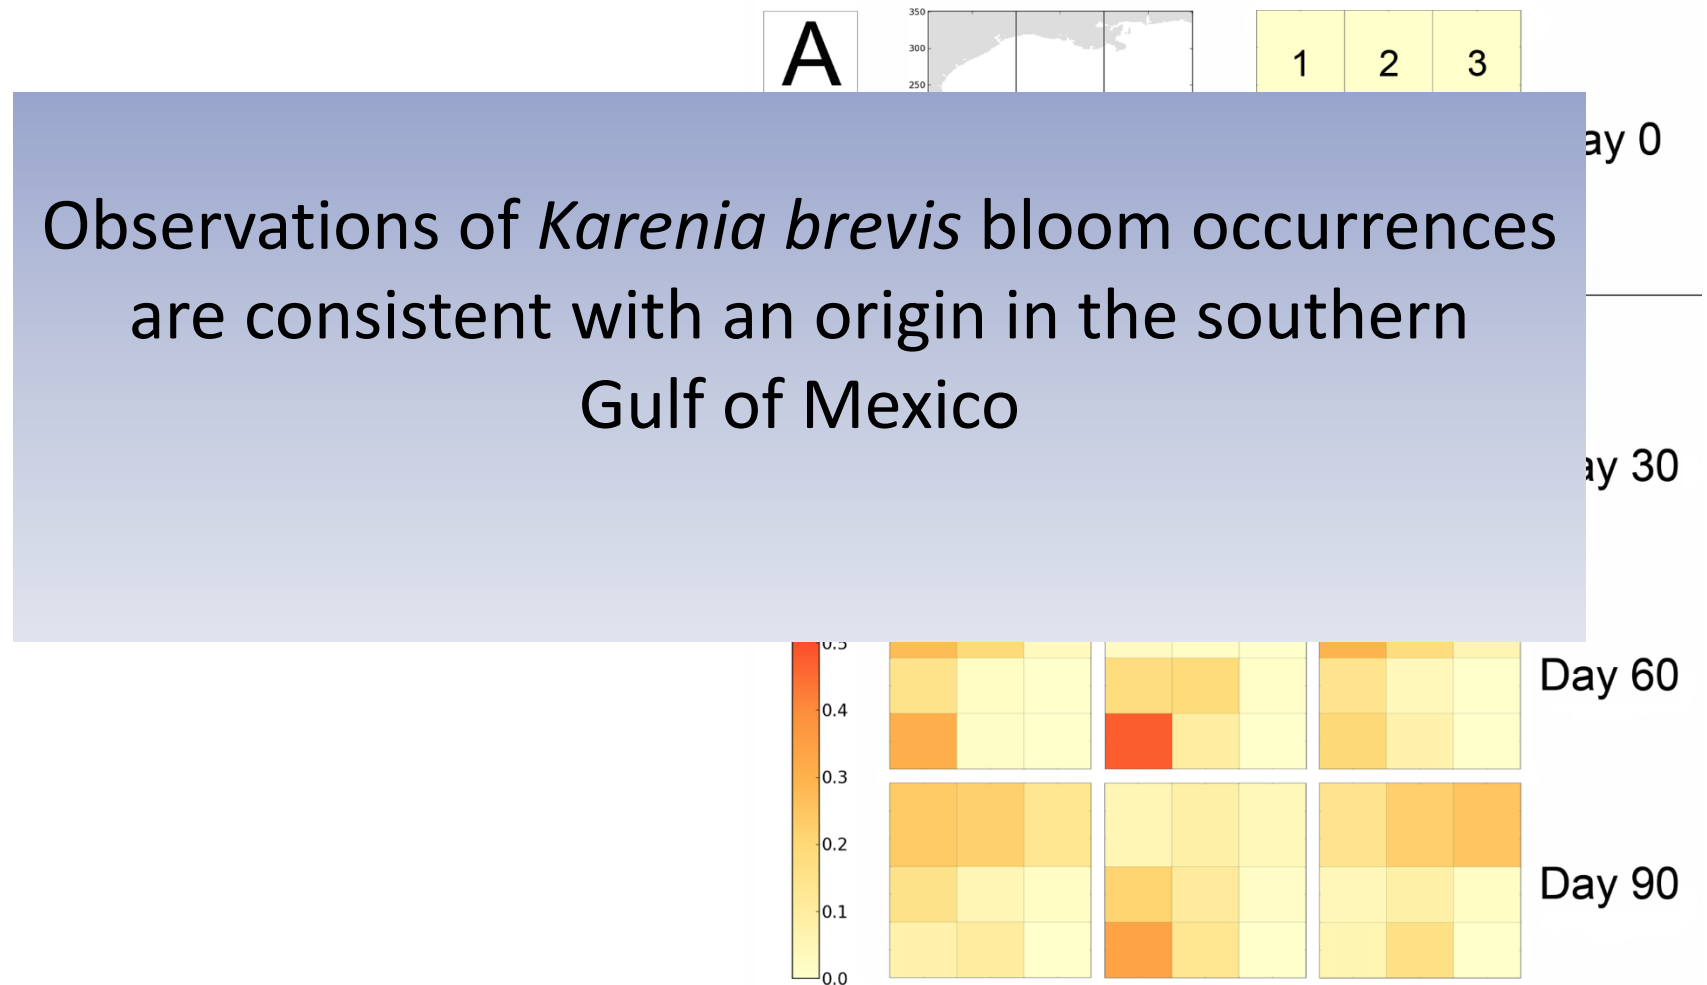 A
350
300
250
1 2 3
ay 0
Observations of Karenia brevis bloom occurrences
are consistent with an origin in the southern
Gulf of Mexico
ay 30
0.5
Day 60
0.4
0.3
0.2
Day 90
0.1
0.0